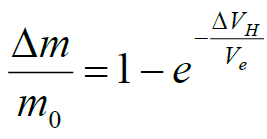 Δm/m₀ = 1 − e^(−ΔV_H/V_e)